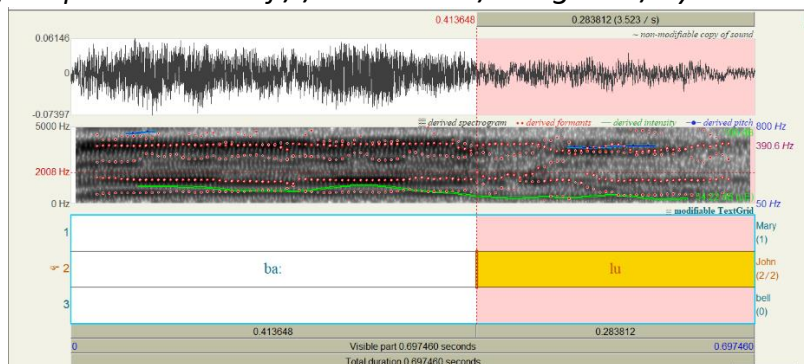 0.413648 0.283812 (3.523 / s)
~ non-modifiable copy of sound
0.06146
0
-0.07397
derived spectrogram derived formants derived intensity derived pitch
5000 Hz 800 Hz
390.6 Hz
2008 Hz
0 Hz 50 Hz
modifiable TextGrid
1 Mary
(1)
2 ba: lu John
(2/2)
3 bell
(0)
0.413648 0.283812
0 Visible part 0.697460 seconds 0.697460
Total duration 0.697460 seconds